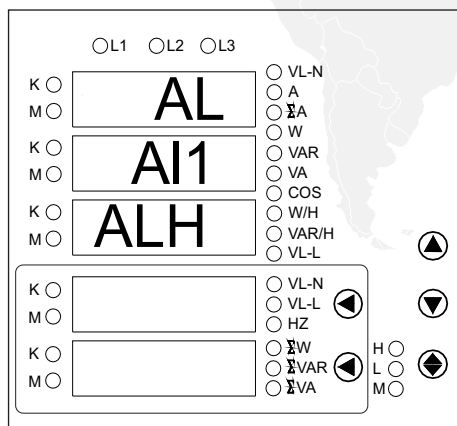 L1 L2 L3
K
M
AL
VL-N
A
ΣA
W
K
M
AI1
VAR
VA
COS
K
M
ALH
W/H
VAR/H
VL-L
K
M
VL-N
VL-L
HZ
K
M
ΣW
ΣVAR
ΣVA
H
L
M